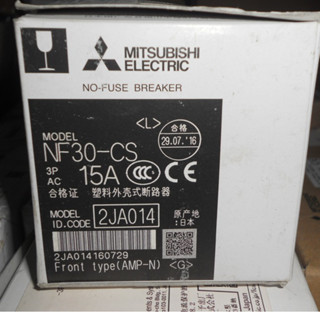 MITSUBISHI
ELECTRIC
NO-FUSE BREAKER
<L>
合格
29.07.'16
MODEL
NF30-CS
3P
AC
15A
CCC
CE
合格证 塑料外壳式断路器
MODEL
ID.CODE
2JA014
原产地
:日本
2JA014160729
Front type(AMP-N)
<G>